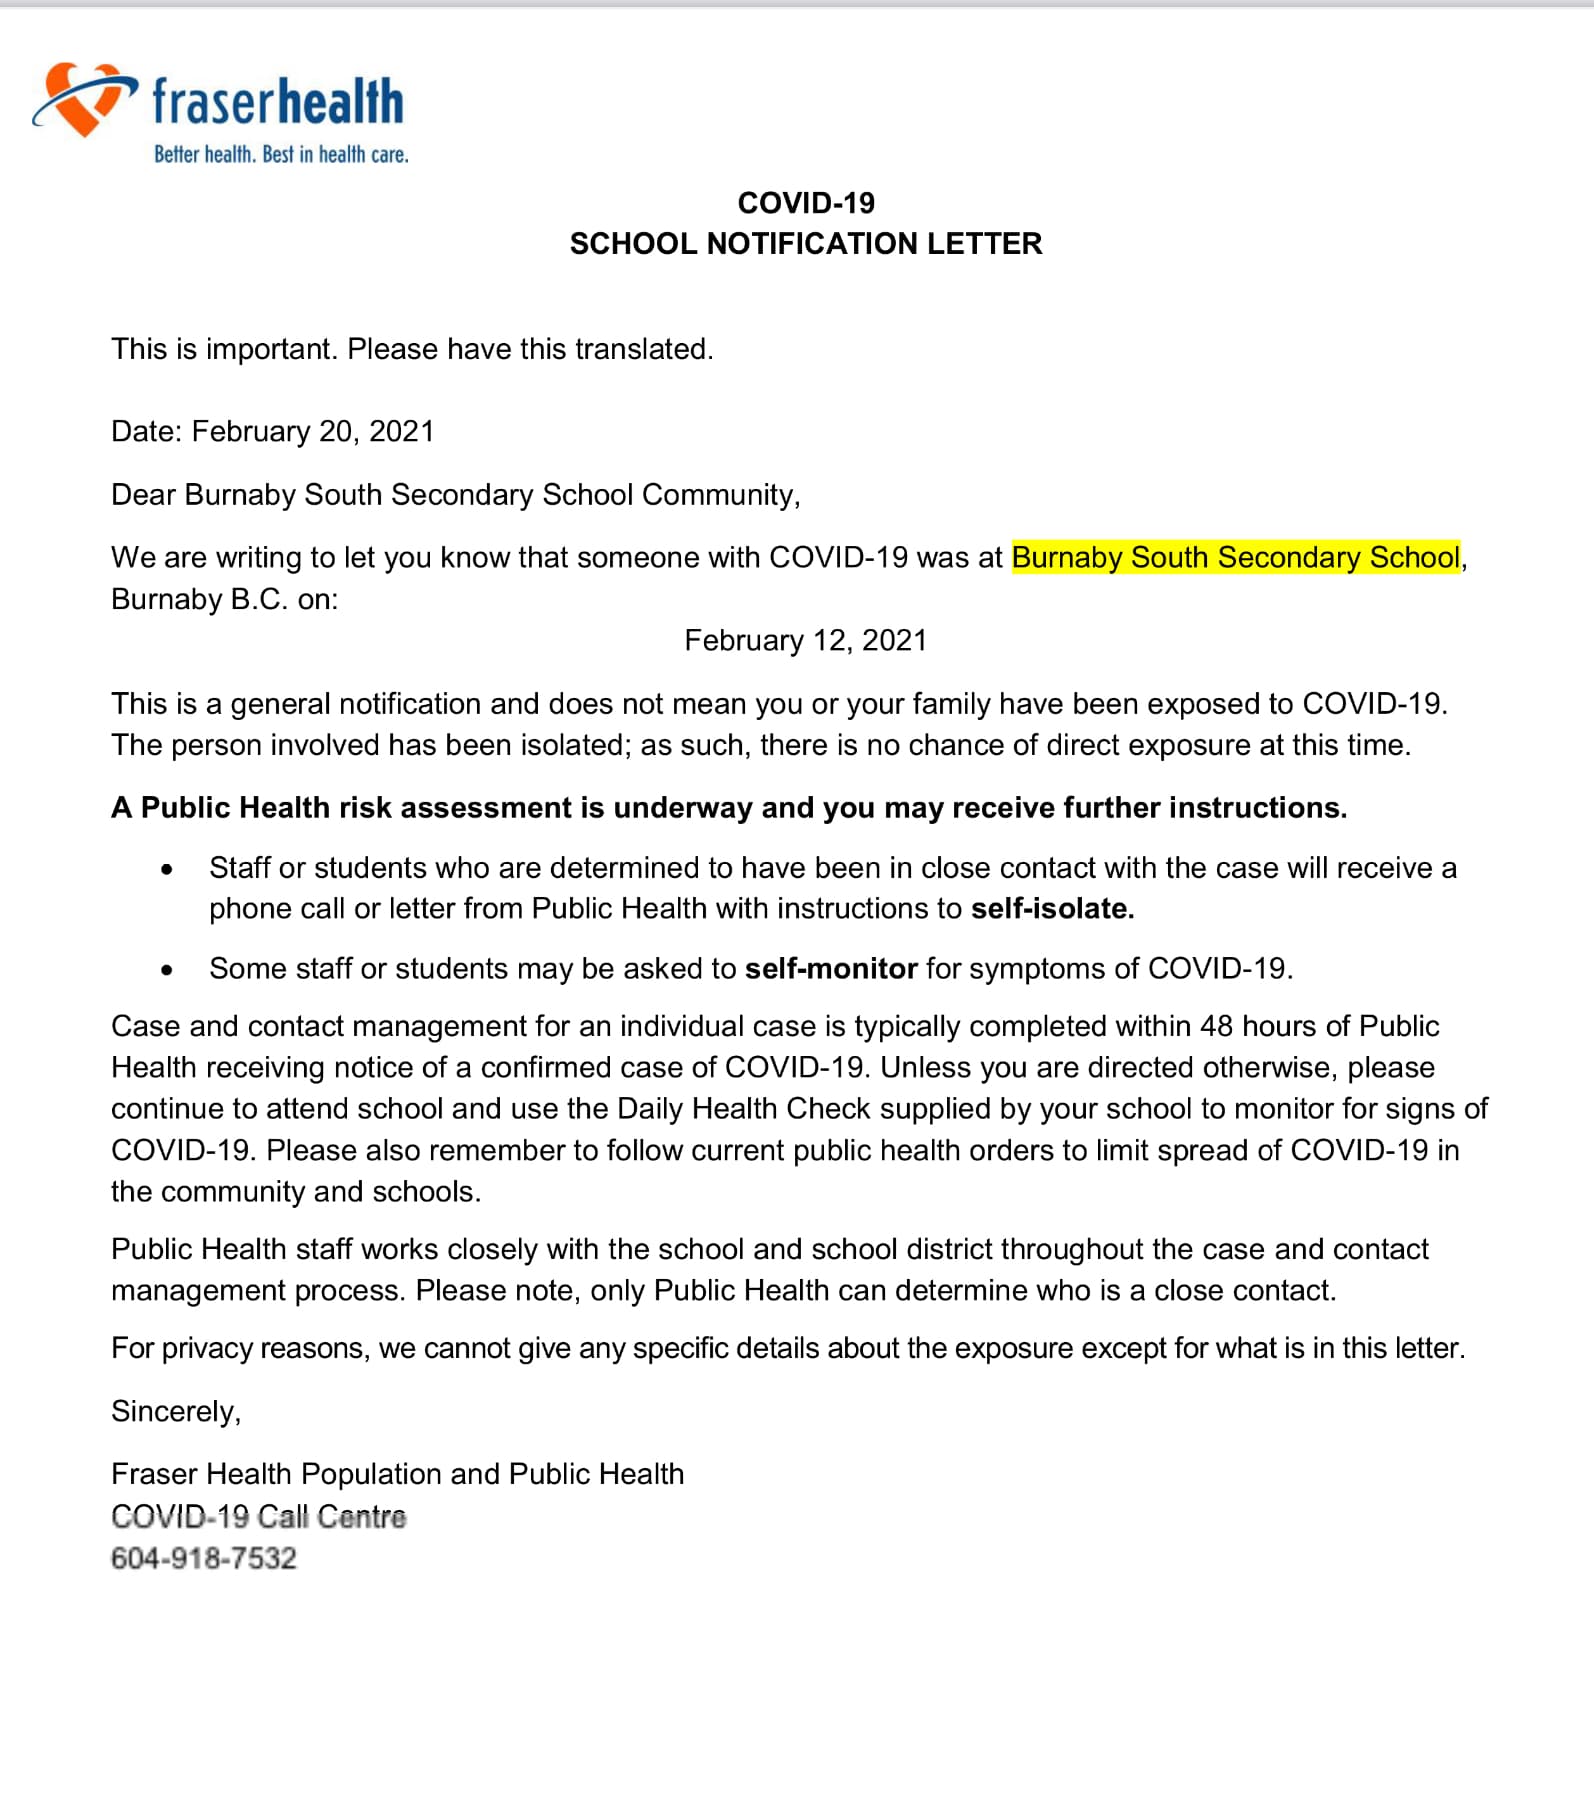 fraserhealth
Better health. Best in health care.
COVID-19
SCHOOL NOTIFICATION LETTER
This is important. Please have this translated.
Date: February 20, 2021
Dear Burnaby South Secondary School Community,
We are writing to let you know that someone with COVID-19 was at Burnaby South Secondary School,
Burnaby B.C. on:
February 12, 2021
This is a general notification and does not mean you or your family have been exposed to COVID-19.
The person involved has been isolated; as such, there is no chance of direct exposure at this time.
A Public Health risk assessment is underway and you may receive further instructions.
• Staff or students who are determined to have been in close contact with the case will receive a
phone call or letter from Public Health with instructions to self-isolate.
• Some staff or students may be asked to self-monitor for symptoms of COVID-19.
Case and contact management for an individual case is typically completed within 48 hours of Public
Health receiving notice of a confirmed case of COVID-19. Unless you are directed otherwise, please
continue to attend school and use the Daily Health Check supplied by your school to monitor for signs of
COVID-19. Please also remember to follow current public health orders to limit spread of COVID-19 in
the community and schools.
Public Health staff works closely with the school and school district throughout the case and contact
management process. Please note, only Public Health can determine who is a close contact.
For privacy reasons, we cannot give any specific details about the exposure except for what is in this letter.
Sincerely,
Fraser Health Population and Public Health
COVID-19 Call Centre
604-918-7532